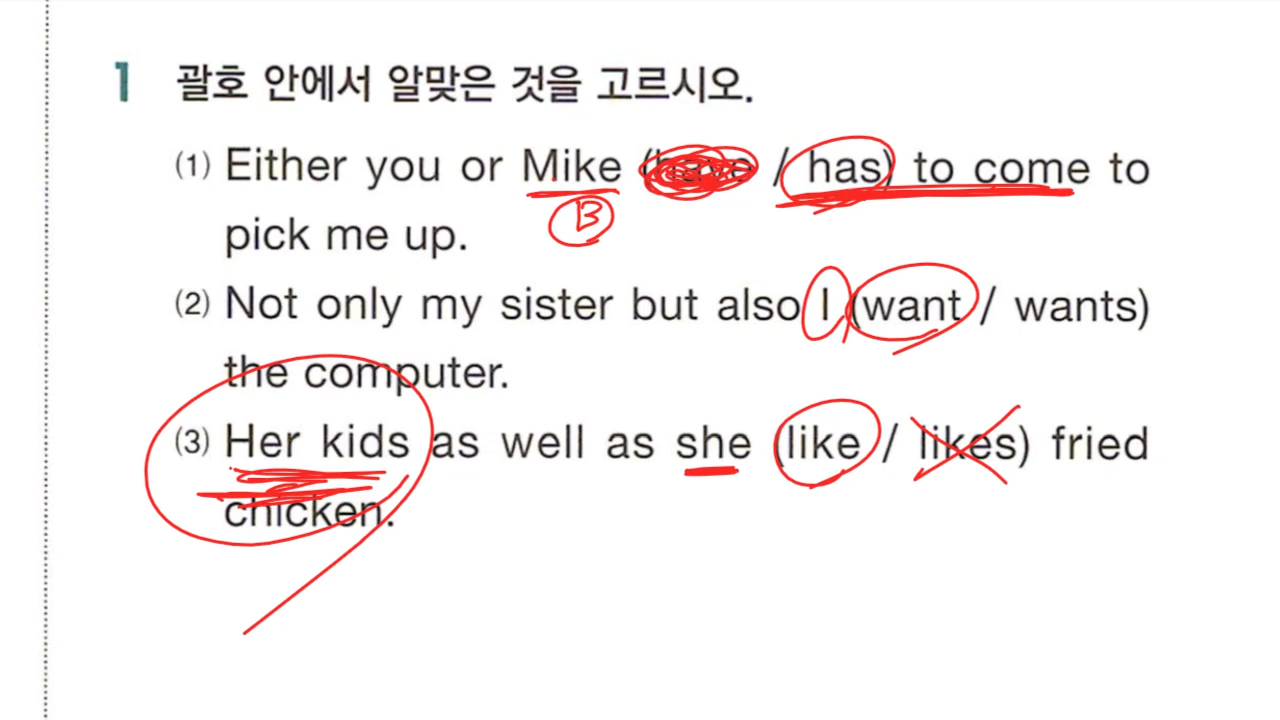 1 괄호 안에서 알맞은 것을 고르시오.
(1) Either you or Mike (have / has) to come to
B
pick me up.
(2) Not only my sister but also I (want / wants)
the computer.
(3) Her kids as well as she (like / likes) fried
chicken.